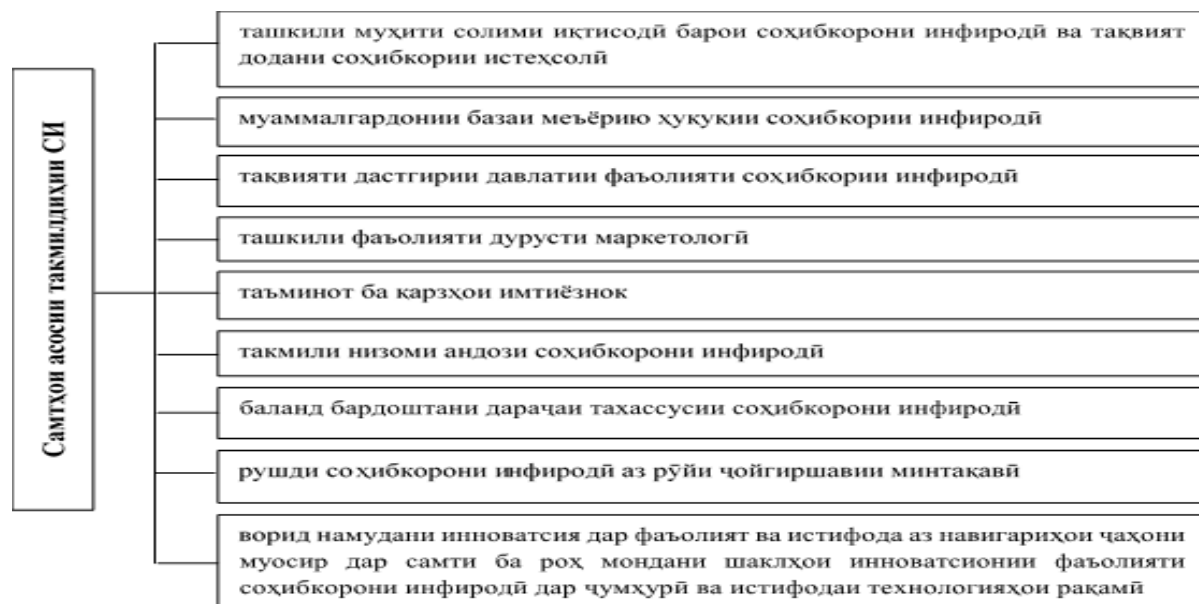 Самтҳои асосии такмилдиҳии СИ
ташкили муҳити солими иқтисодӣ барои соҳибкорони инфиродӣ ва тақвият
додани соҳибкории истеҳсолӣ
муаммалгардонии базаи меъёрию ҳуқуқии соҳибкории инфиродӣ
тақвияти дастгирии давлатии фаъолияти соҳибкории инфиродӣ
ташкили фаъолияти дурусти маркетологӣ
таъминот ба қарзҳои имтиёзнок
такмили низоми андози соҳибкорони инфиродӣ
баланд бардоштани дараҷаи тахассусии соҳибкорони инфиродӣ
рушди соҳибкорони инфиродӣ аз рӯйи ҷойгиршавии минтақавӣ
ворид намудани инноватсия дар фаъолият ва истифода аз навигариҳои ҷаҳони
муосир дар самти ба роҳ мондани шаклҳои инноватсионии фаъолияти
соҳибкорони инфиродӣ дар ҷумҳурӣ ва истифодаи технологияҳои рақамӣ